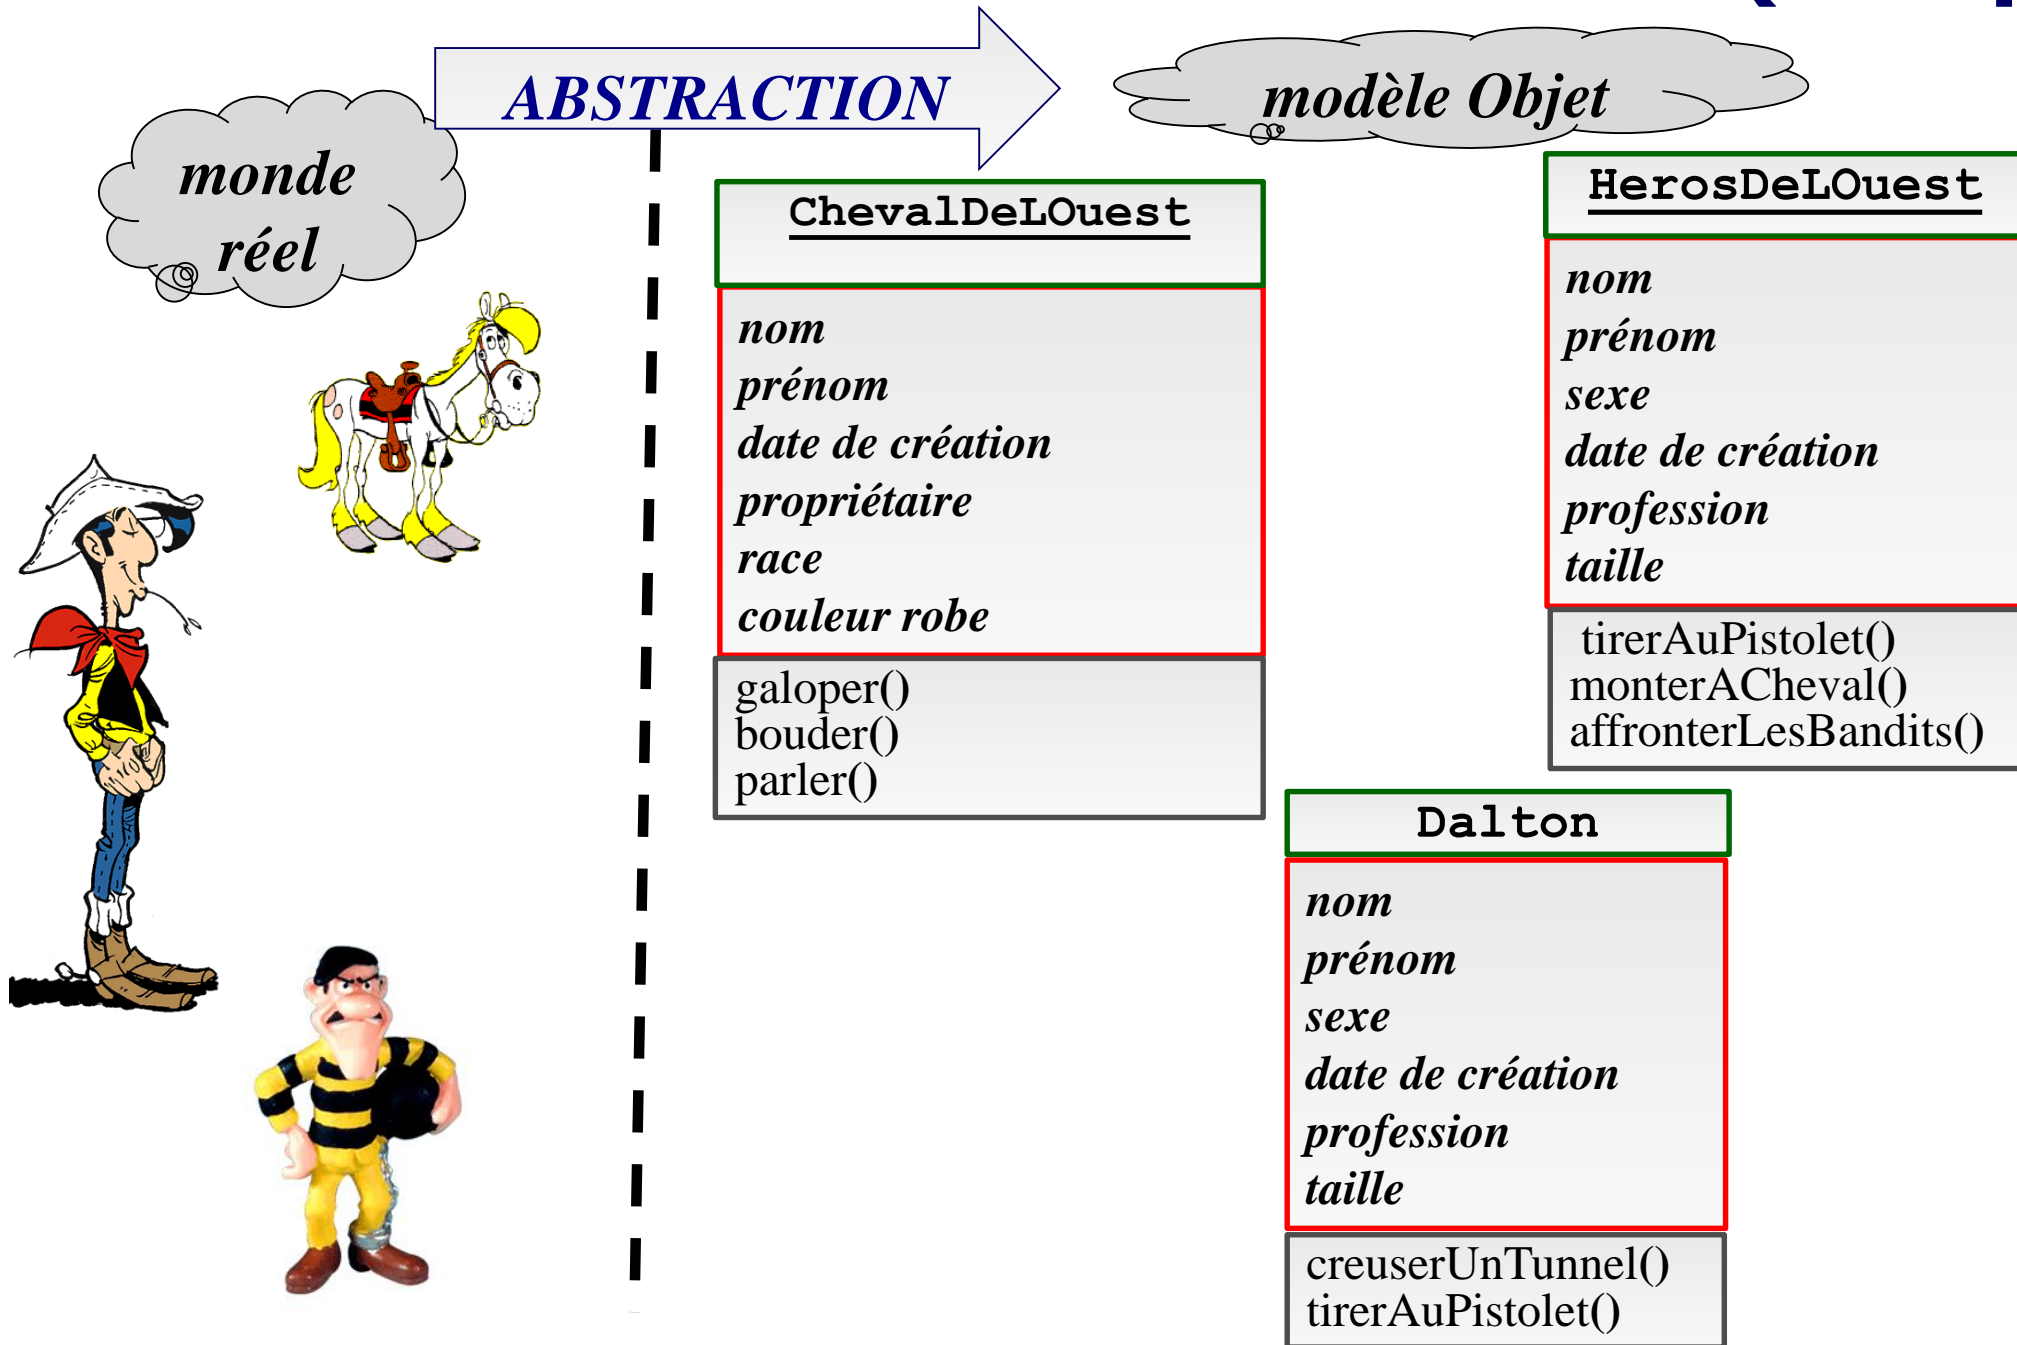 ABSTRACTION
modèle Objet
monde
réel
ChevalDeLOuest
nom
prénom
date de création
propriétaire
race
couleur robe
galoper()
bouder()
parler()
HerosDeLOuest
nom
prénom
sexe
date de création
profession
taille
tirerAuPistolet()
monterACheval()
affronterLesBandits()
Dalton
nom
prénom
sexe
date de création
profession
taille
creuserUnTunnel()
tirerAuPistolet()